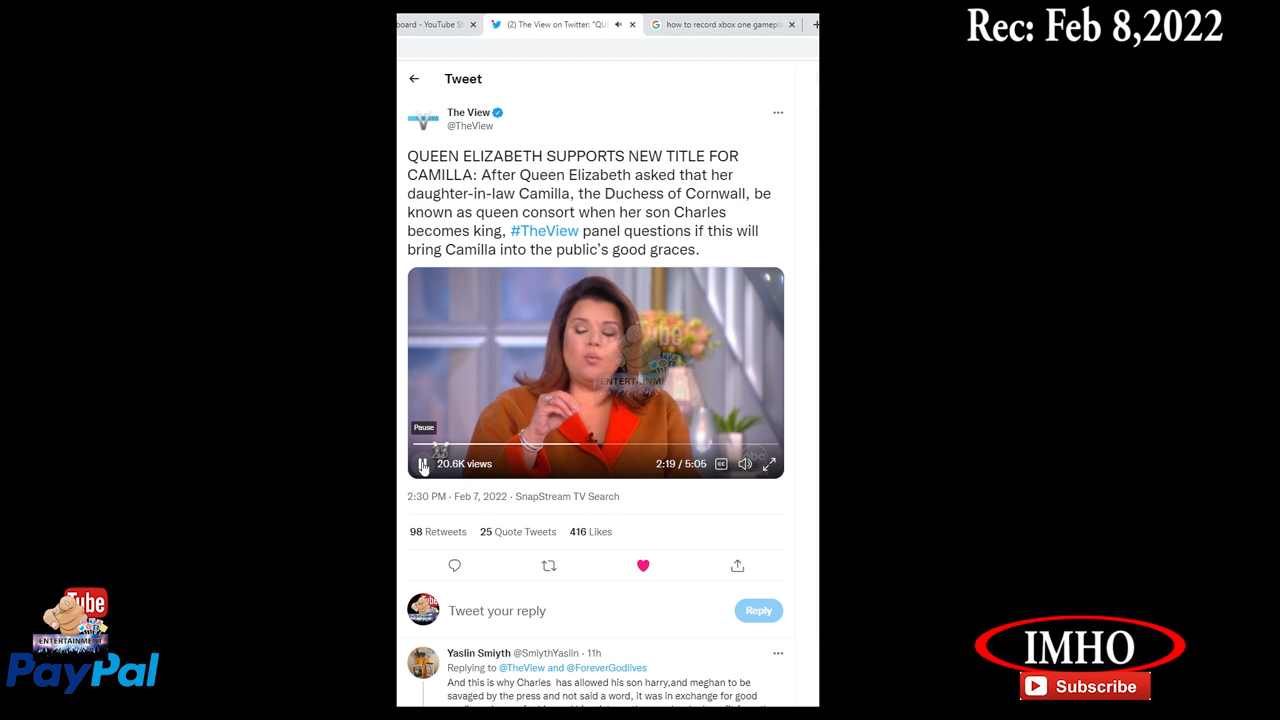 Rec: Feb 8,2022
board - YouTube St
(2) The View on Twitter: "QU
how to record xbox one gamepl
Tweet
The View
@TheView
QUEEN ELIZABETH SUPPORTS NEW TITLE FOR
CAMILLA: After Queen Elizabeth asked that her
daughter-in-law Camilla, the Duchess of Cornwall, be
known as queen consort when her son Charles
becomes king, #TheView panel questions if this will
bring Camilla into the public's good graces.
Tube
ENTERTAINM
Pause
20.6K views
2:19 / 5:05
CC
2:30 PM · Feb 7, 2022 · SnapStream TV Search
98 Retweets 25 Quote Tweets 416 Likes
Tweet your reply
Reply
Yaslin Smiyth @SmlythYaslin · 11h
Replying to @TheView and @ForeverGodlives
And this is why Charles has allowed his son harry,and meghan to be
savaged by the press and not said a word, it was in exchange for good
Tube
ENTERTAINMENT
PayPal
IMHO
Subscribe